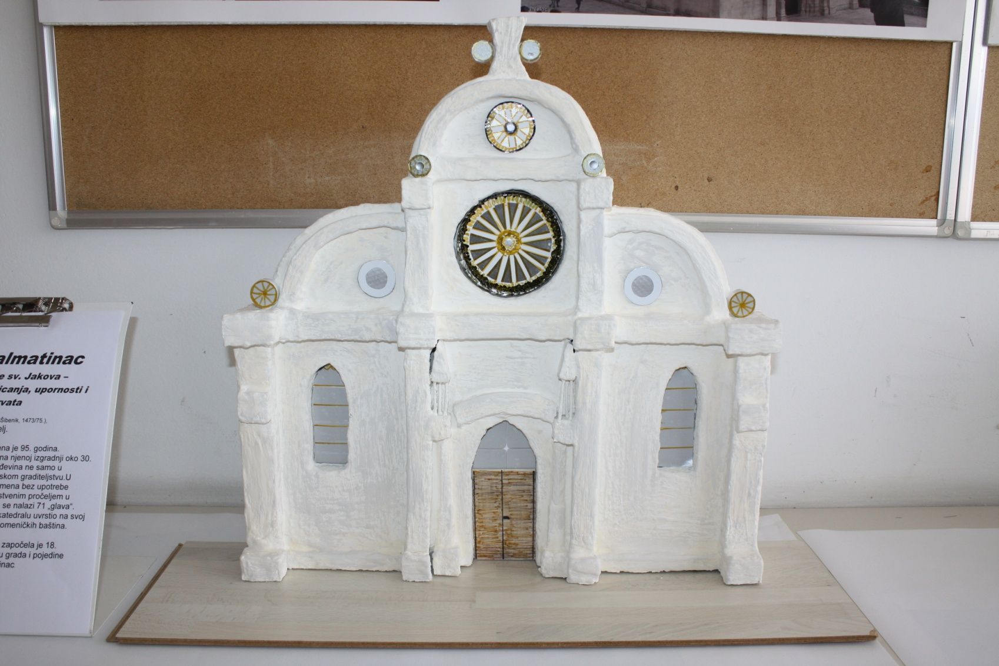 almatinac
e sv. Jakova –
icanja, upornosti i
rvata
Šibenik, 1473/75.),
elj.
ena je 95. godina.
na njenoj izgradnji oko 30.
đevina ne samo u
skom graditeljstvu.U
mena bez upotrebe
stvenim pročeljem u
se nalazi 71 „glava“.
katedralu uvrstio na svoj
omeničkih baština.
započela je 18.
u grada i pojedine
inac.